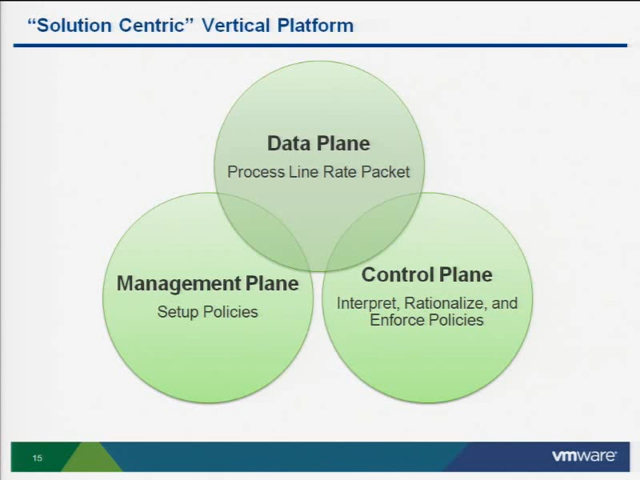 “Solution Centric” Vertical Platform
Data Plane
Process Line Rate Packet
Management Plane
Setup Policies
Control Plane
Interpret, Rationalize, and
Enforce Policies
15
vmware